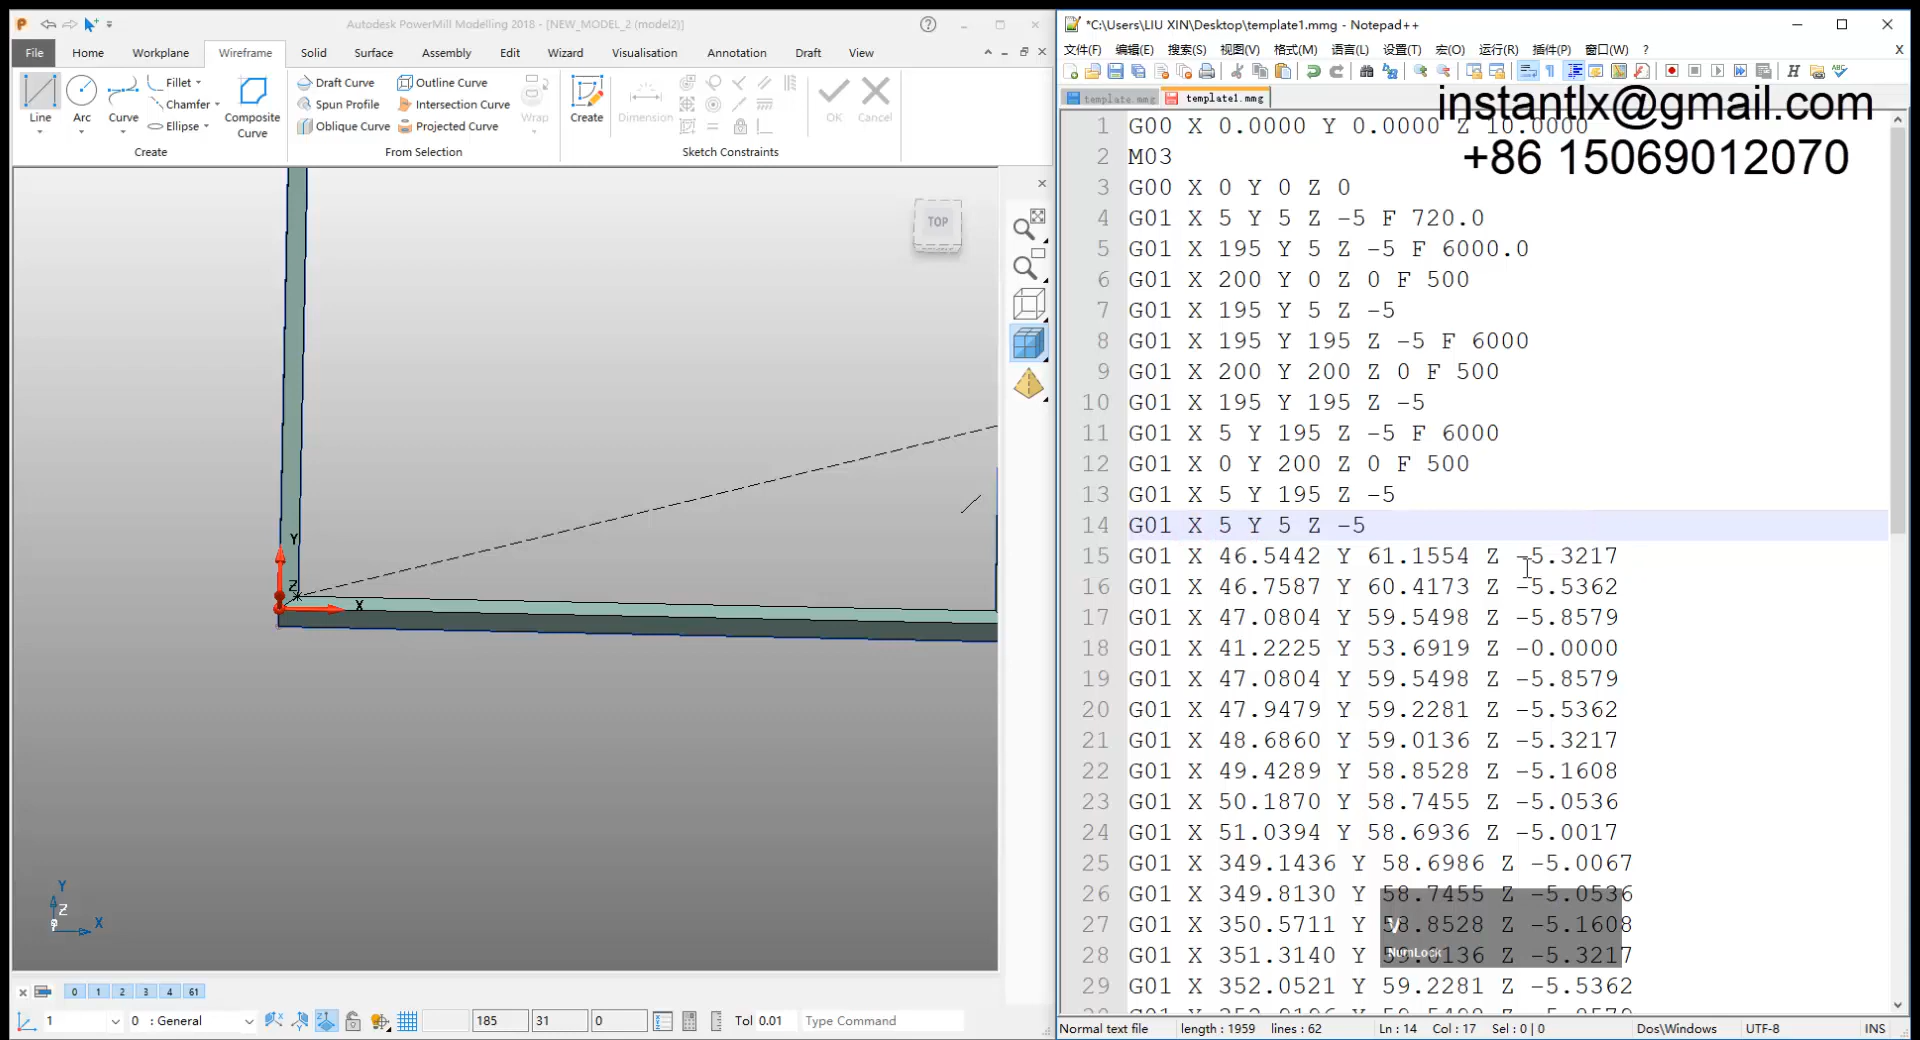 Autodesk PowerMill Modelling 2018 - [NEW_MODEL_2 (model2)]
File Home Workplane Wireframe Solid Surface Assembly Edit Wizard Visualisation Annotation Draft View
Line Arc Curve Fillet Chamfer Ellipse Composite Curve
Draft Curve Outline Curve
Spun Profile Intersection Curve
Oblique Curve Projected Curve
Wrap Create Dimension OK Cancel
Create From Selection Sketch Constraints
TOP
Y
Z
X
Y
Z
X
0 1 2 3 4 61
1 0 : General 185 31 0 Tol 0.01 Type Command
*C:\Users\LIU XIN\Desktop\template1.mmg - Notepad++
文件(F) 编辑(E) 搜索(S) 视图(V) 格式(M) 语言(L) 设置(T) 宏(O) 运行(R) 插件(P) 窗口(W) ? X
template.mmg template1.mmg
instantlx@gmail.com
+86 15069012070
1 G00 X 0.0000 Y 0.0000 Z 10.0000
2 M03
3 G00 X 0 Y 0 Z 0
4 G01 X 5 Y 5 Z -5 F 720.0
5 G01 X 195 Y 5 Z -5 F 6000.0
6 G01 X 200 Y 0 Z 0 F 500
7 G01 X 195 Y 5 Z -5
8 G01 X 195 Y 195 Z -5 F 6000
9 G01 X 200 Y 200 Z 0 F 500
10 G01 X 195 Y 195 Z -5
11 G01 X 5 Y 195 Z -5 F 6000
12 G01 X 0 Y 200 Z 0 F 500
13 G01 X 5 Y 195 Z -5
14 G01 X 5 Y 5 Z -5
15 G01 X 46.5442 Y 61.1554 Z -5.3217
16 G01 X 46.7587 Y 60.4173 Z -5.5362
17 G01 X 47.0804 Y 59.5498 Z -5.8579
18 G01 X 41.2225 Y 53.6919 Z -0.0000
19 G01 X 47.0804 Y 59.5498 Z -5.8579
20 G01 X 47.9479 Y 59.2281 Z -5.5362
21 G01 X 48.6860 Y 59.0136 Z -5.3217
22 G01 X 49.4289 Y 58.8528 Z -5.1608
23 G01 X 50.1870 Y 58.7455 Z -5.0536
24 G01 X 51.0394 Y 58.6936 Z -5.0017
25 G01 X 349.1436 Y 58.6986 Z -5.0067
26 G01 X 349.8130 Y 58.7455 Z -5.0536
27 G01 X 350.5711 Y 58.8528 Z -5.1608
28 G01 X 351.3140 Y 59.0136 Z -5.3217
29 G01 X 352.0521 Y 59.2281 Z -5.5362
V
NumLock
Normal text file length : 1959 lines : 62 Ln : 14 Col : 17 Sel : 0 | 0 Dos\Windows UTF-8 INS